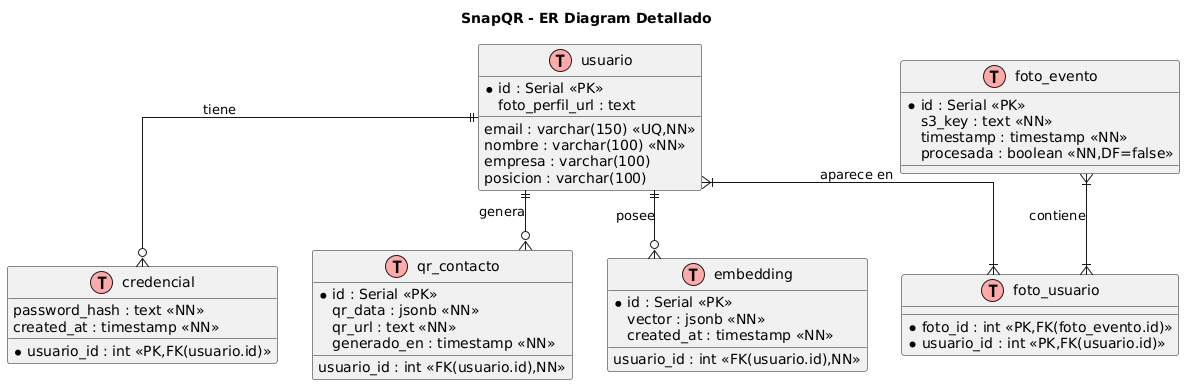 SnapQR - ER Diagram Detallado
T usuario
* id : Serial «PK»
foto_perfil_url : text
email : varchar(150) «UQ,NN»
nombre : varchar(100) «NN»
empresa : varchar(100)
posicion : varchar(100)
T foto_evento
* id : Serial «PK»
s3_key : text «NN»
timestamp : timestamp «NN»
procesada : boolean «NN,DF=false»
tiene
genera
posee
aparece en
contiene
T credencial
password_hash : text «NN»
created_at : timestamp «NN»
* usuario_id : int «PK,FK(usuario.id)»
T qr_contacto
* id : Serial «PK»
qr_data : jsonb «NN»
qr_url : text «NN»
generado_en : timestamp «NN»
usuario_id : int «FK(usuario.id),NN»
T embedding
* id : Serial «PK»
vector : jsonb «NN»
created_at : timestamp «NN»
usuario_id : int «FK(usuario.id),NN»
T foto_usuario
* foto_id : int «PK,FK(foto_evento.id)»
* usuario_id : int «PK,FK(usuario.id)»